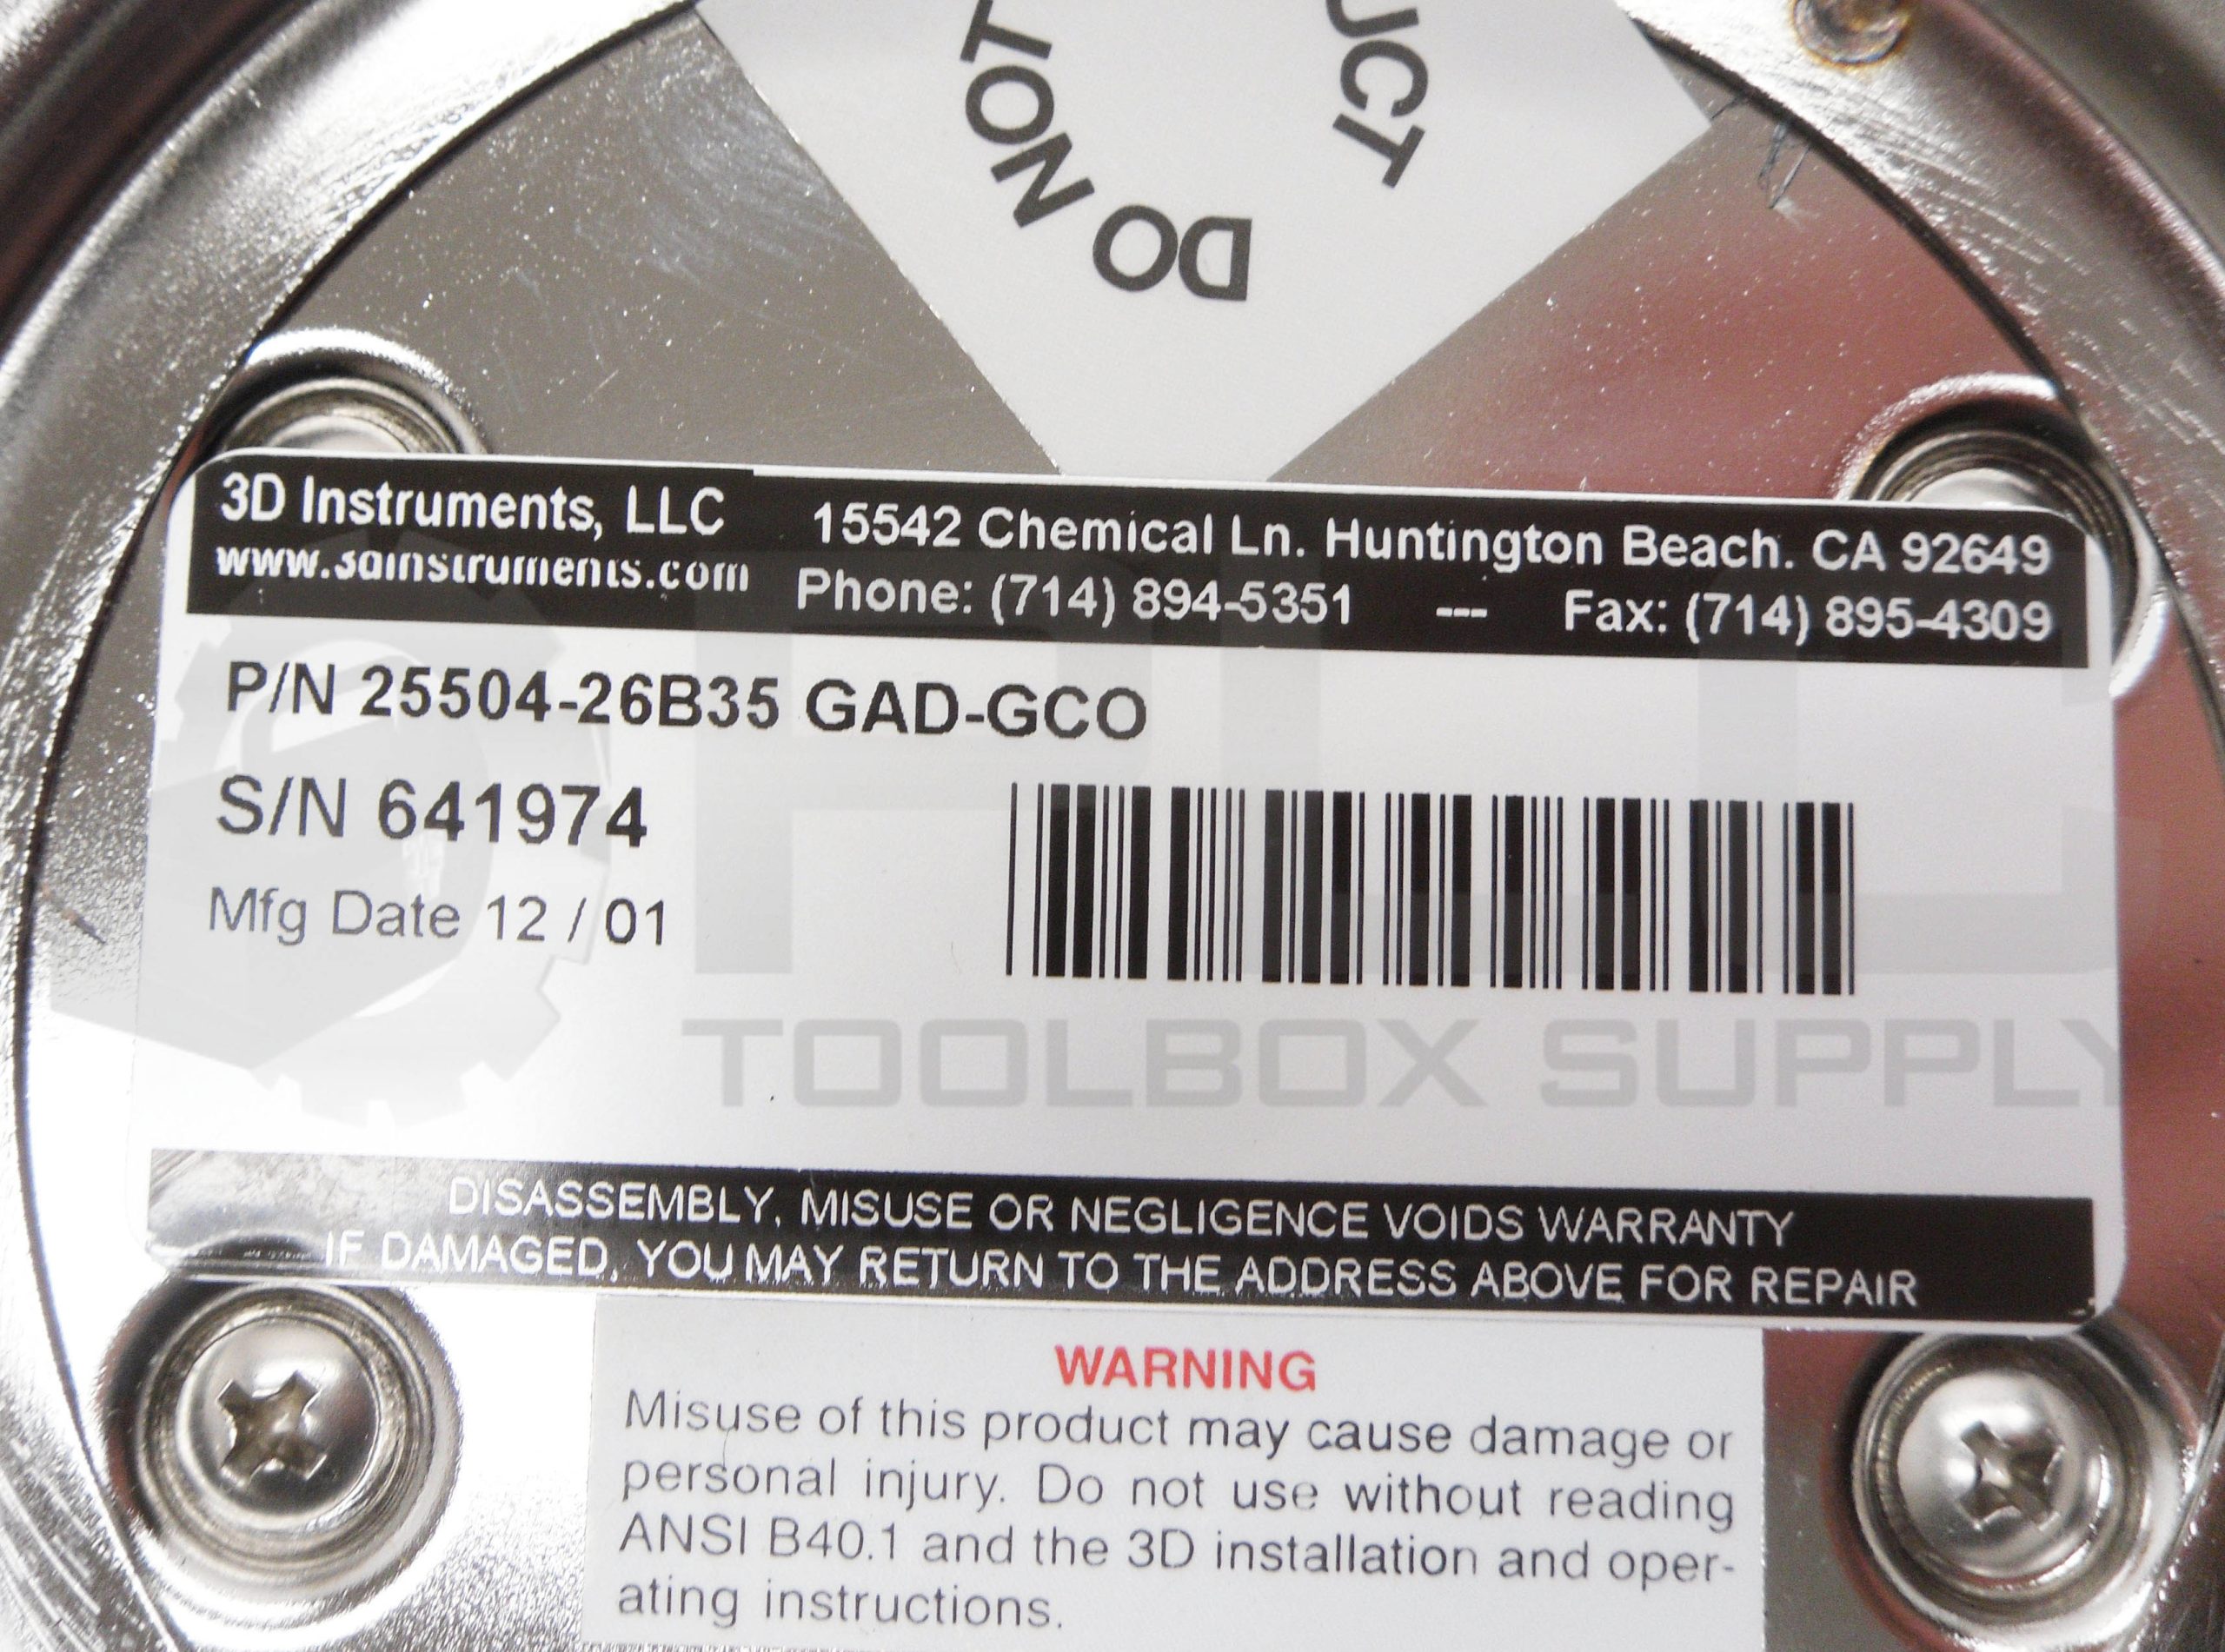 DO NOT
UCT
3D Instruments, LLC
www.3dinstruments.com
15542 Chemical Ln. Huntington Beach. CA 92649
Phone: (714) 894-5351 --- Fax: (714) 895-4309
P/N 25504-26B35 GAD-GCO
S/N 641974
Mfg Date 12 / 01
PLC
TOOLBOX SUPPLY
DISASSEMBLY, MISUSE OR NEGLIGENCE VOIDS WARRANTY
IF DAMAGED, YOU MAY RETURN TO THE ADDRESS ABOVE FOR REPAIR
WARNING
Misuse of this product may cause damage or
personal injury. Do not use without reading
ANSI B40.1 and the 3D installation and oper-
ating instructions.